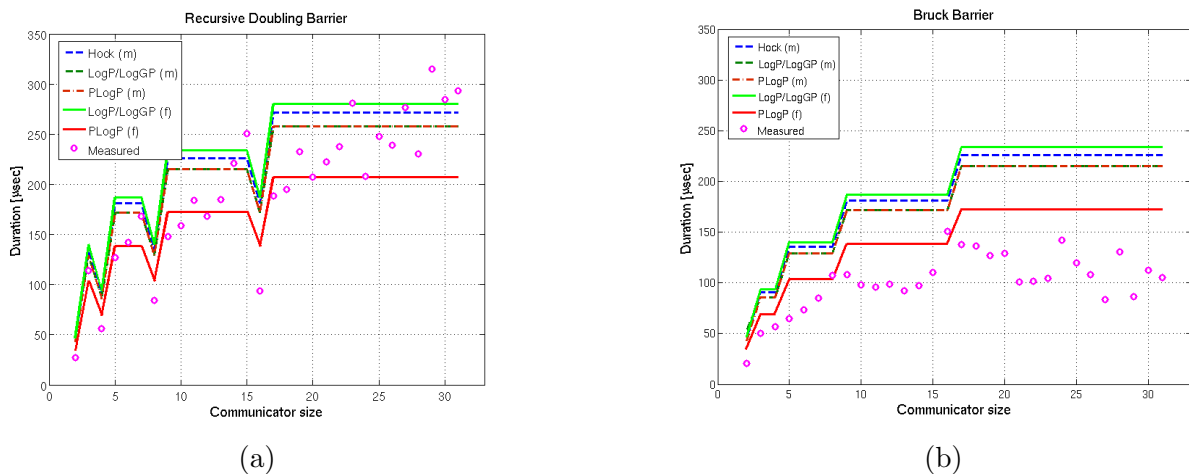 Recursive Doubling Barrier
350
300
250
200
150
100
50
0
Duration [µsec]
Hock (m)
LogP/LogGP (m)
PLogP (m)
LogP/LogGP (f)
PLogP (f)
Measured
0 5 10 15 20 25 30
Communicator size
(a)
Bruck Barrier
350
300
250
200
150
100
50
0
Duration [µsec]
Hock (m)
LogP/LogGP (m)
PLogP (m)
LogP/LogGP (f)
PLogP (f)
Measured
0 5 10 15 20 25 30
Communicator size
(b)